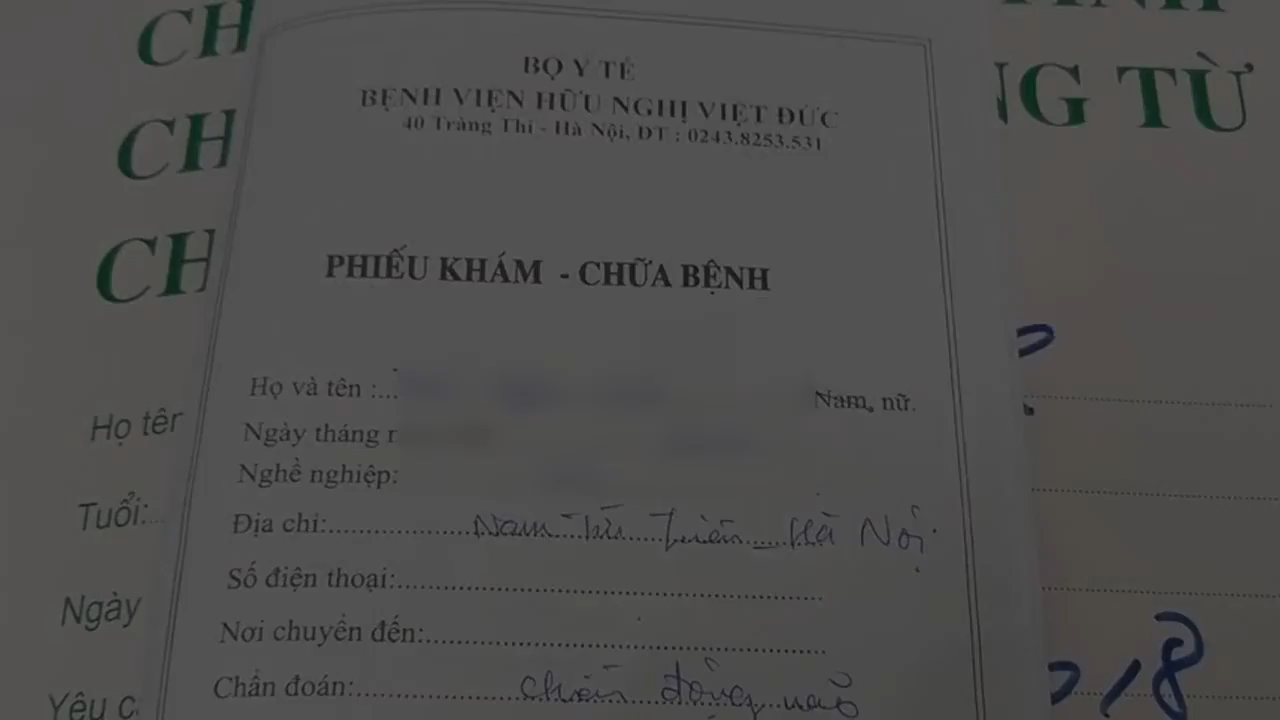 CH
CH
CH
NG TỪ
BỘ Y TẾ
BỆNH VIỆN HỮU NGHỊ VIỆT ĐỨC
40 Tràng Thi - Hà Nội, ĐT : 0243.8253.531
PHIẾU KHÁM - CHỮA BỆNH
Họ và tên :... Nam, nữ.
Ngày tháng
Nghề nghiệp:
Địa chỉ: Nam Từ Liêm - Hà Nội
Số điện thoại:
Nơi chuyển đến:
Chẩn đoán: Chấn động não
Họ tên
Tuổi:
Ngày
Yêu c
18